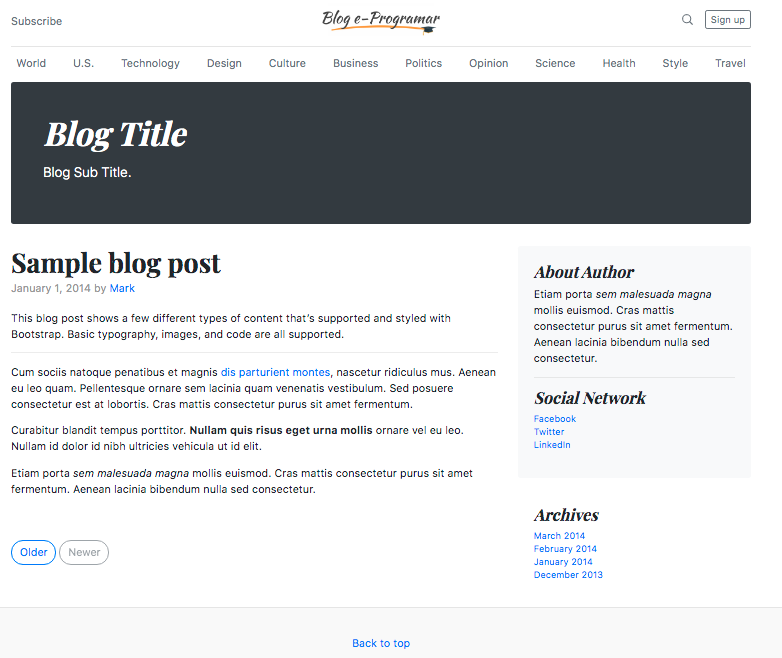 Subscribe
Blog e-Programar
Sign up
World U.S. Technology Design Culture Business Politics Opinion Science Health Style Travel
Blog Title
Blog Sub Title.
Sample blog post
January 1, 2014 by Mark
This blog post shows a few different types of content that's supported and styled with
Bootstrap. Basic typography, images, and code are all supported.
Cum sociis natoque penatibus et magnis dis parturient montes, nascetur ridiculus mus. Aenean
eu leo quam. Pellentesque ornare sem lacinia quam venenatis vestibulum. Sed posuere
consectetur est at lobortis. Cras mattis consectetur purus sit amet fermentum.
Curabitur blandit tempus porttitor. Nullam quis risus eget urna mollis ornare vel eu leo.
Nullam id dolor id nibh ultricies vehicula ut id elit.
Etiam porta sem malesuada magna mollis euismod. Cras mattis consectetur purus sit amet
fermentum. Aenean lacinia bibendum nulla sed consectetur.
Older
Newer
About Author
Etiam porta sem malesuada magna
mollis euismod. Cras mattis
consectetur purus sit amet fermentum.
Aenean lacinia bibendum nulla sed
consectetur.
Social Network
Facebook
Twitter
LinkedIn
Archives
March 2014
February 2014
January 2014
December 2013
Back to top